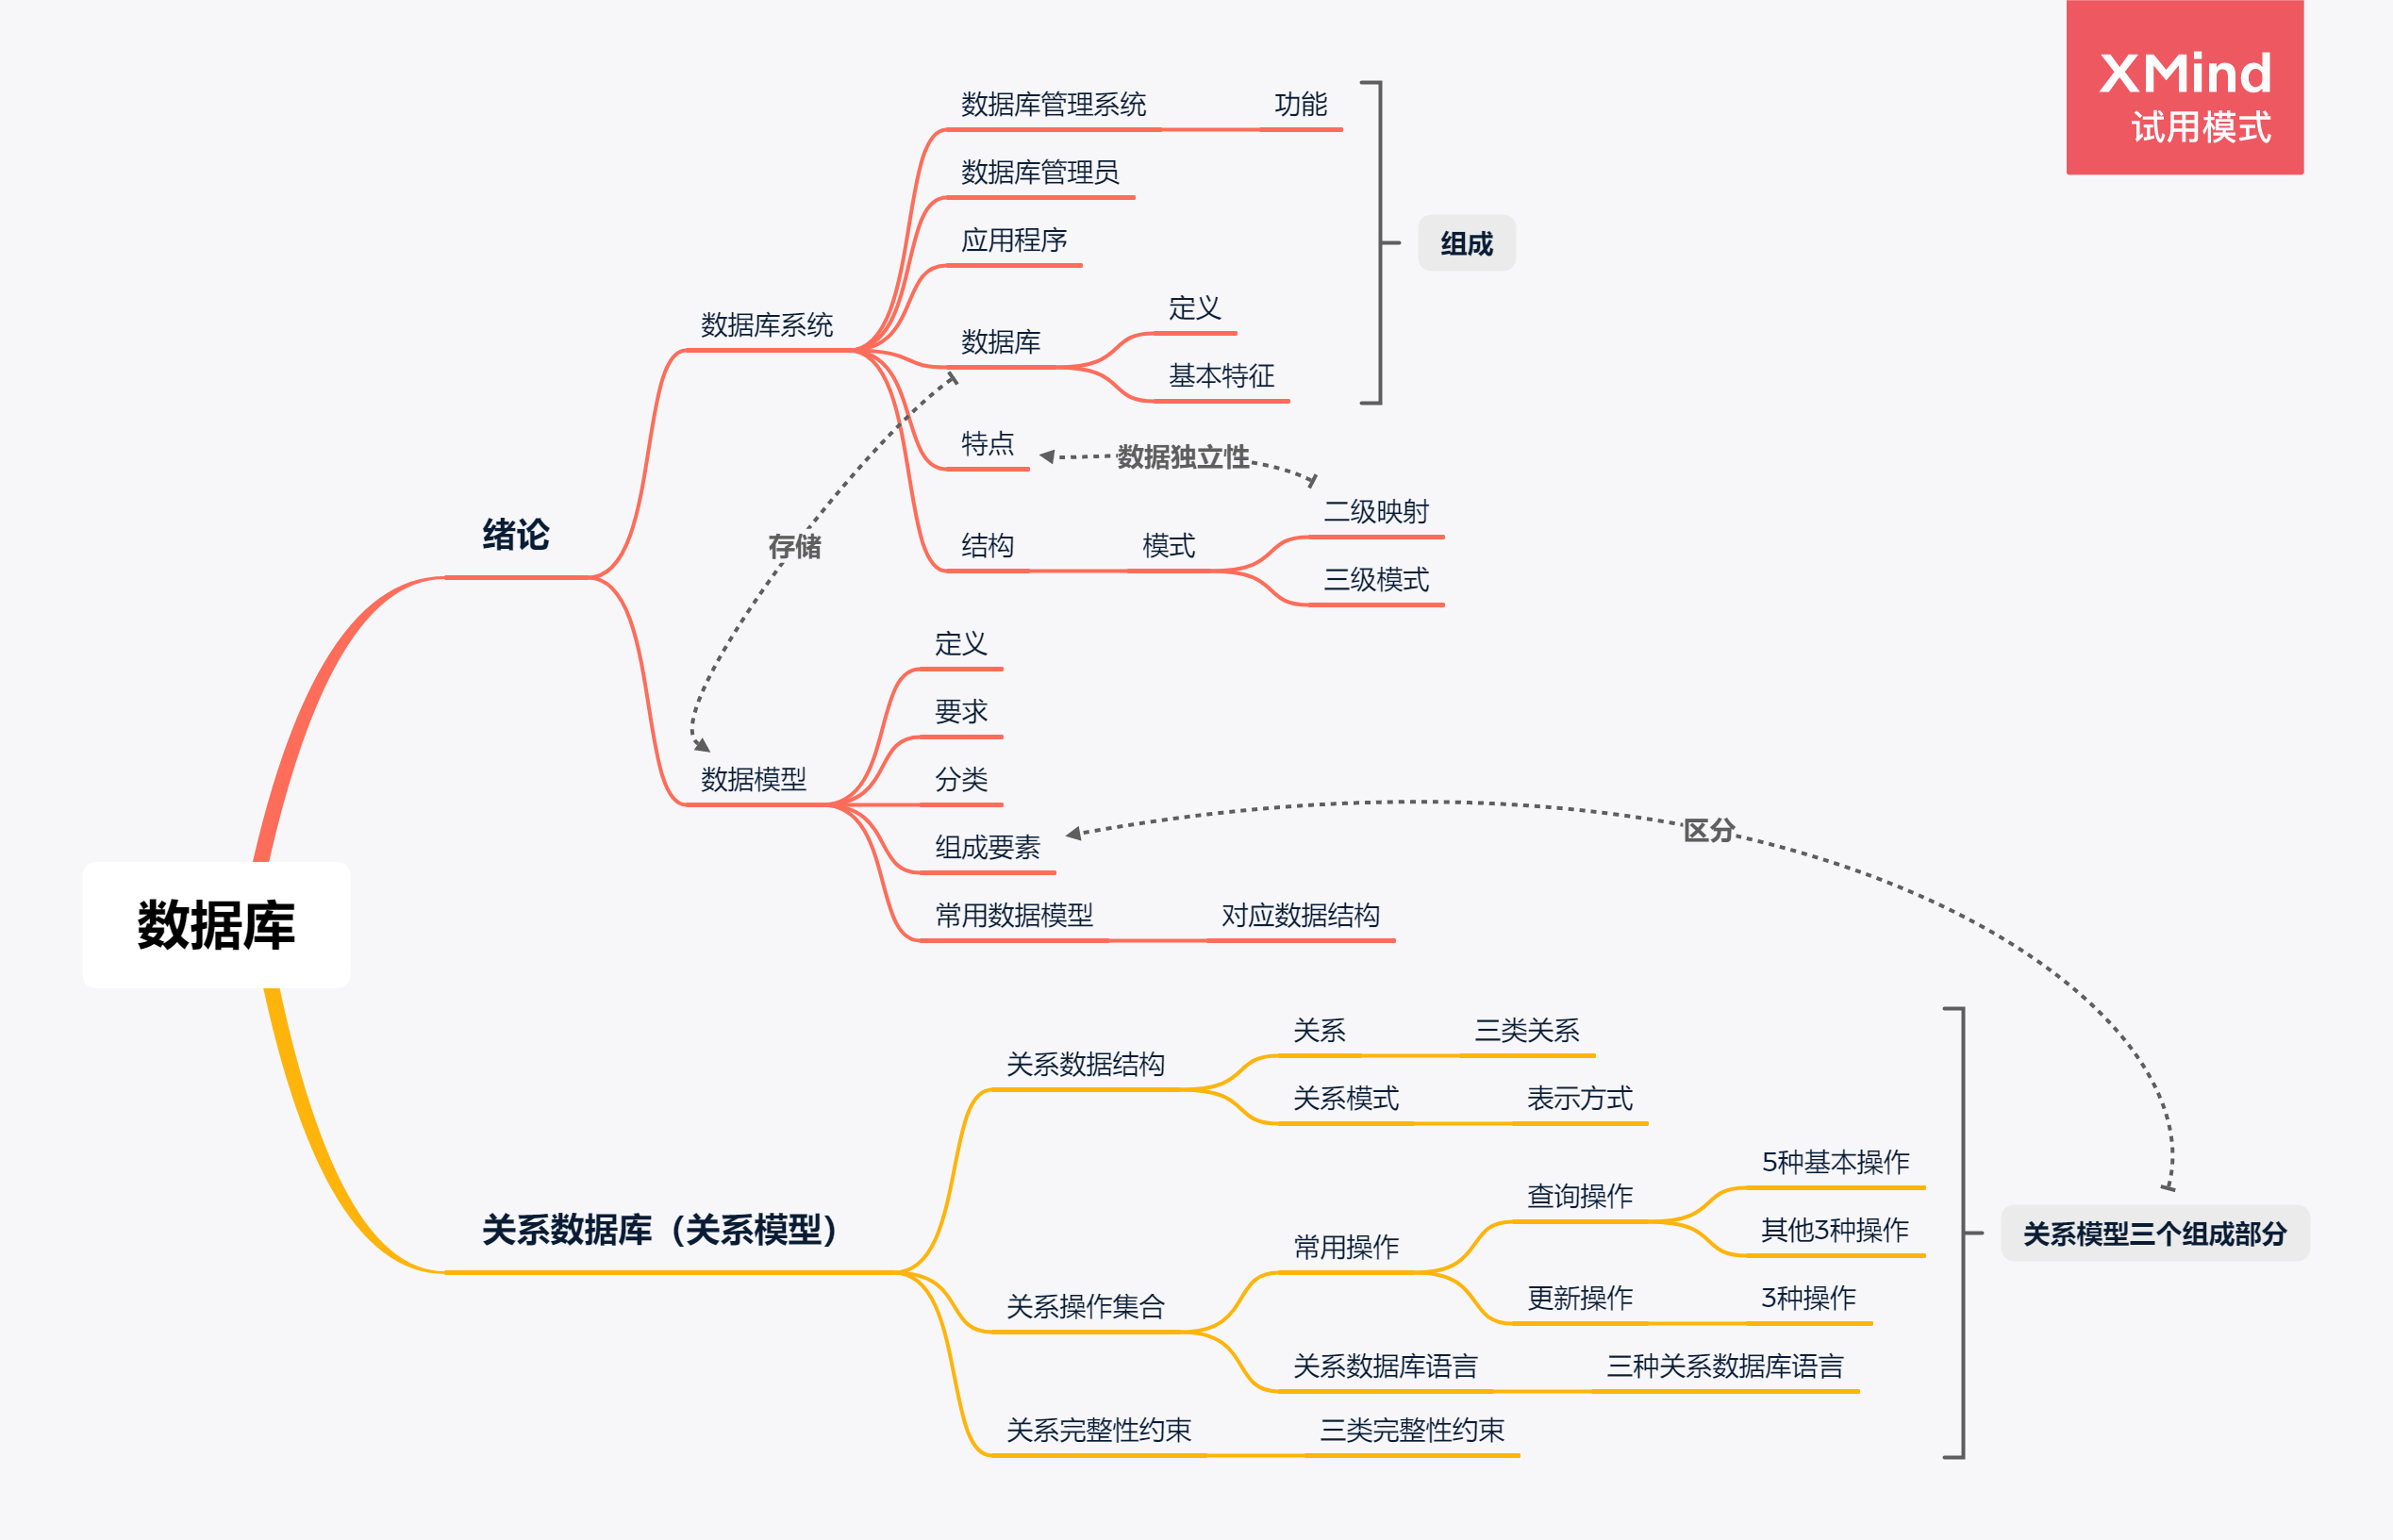 XMind
试用模式
数据库
绪论
数据库系统
数据库管理系统
功能
数据库管理员
应用程序
数据库
定义
基本特征
组成
特点
数据独立性
结构
模式
二级映射
三级模式
存储
数据模型
定义
要求
分类
组成要素
常用数据模型
对应数据结构
区分
关系数据库（关系模型）
关系数据结构
关系
三类关系
关系模式
表示方式
关系操作集合
常用操作
查询操作
5种基本操作
其他3种操作
更新操作
3种操作
关系数据库语言
三种关系数据库语言
关系完整性约束
三类完整性约束
关系模型三个组成部分